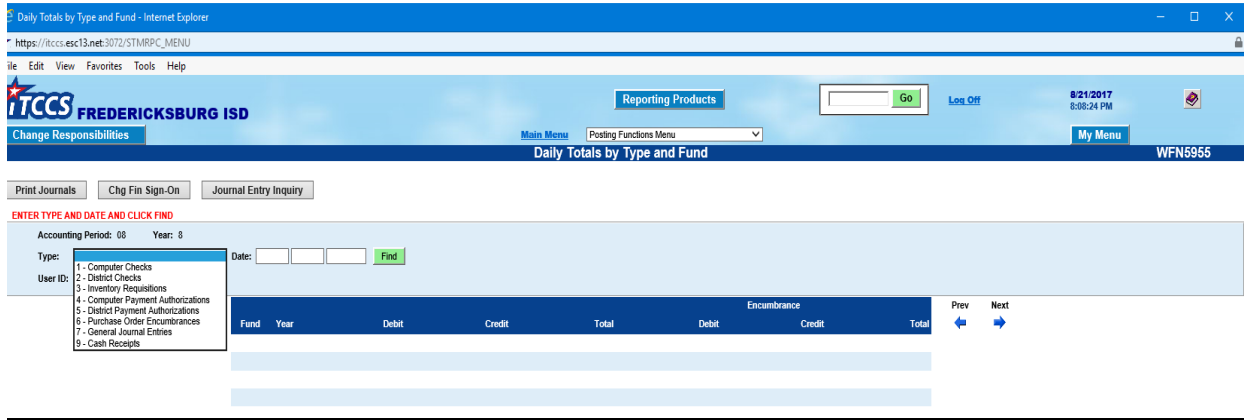 Daily Totals by Type and Fund - Internet Explorer
https://itccs.esc13.net:3072/STMRPC_MENU
ile Edit View Favorites Tools Help
iTCCS FREDERICKSBURG ISD
Reporting Products
Go
Log Off
8/21/2017
8:08:24 PM
Change Responsibilities
Main Menu
Posting Functions Menu
My Menu
Daily Totals by Type and Fund
WFN5955
Print Journals
Chg Fin Sign-On
Journal Entry Inquiry
ENTER TYPE AND DATE AND CLICK FIND
Accounting Period: 08 Year: 8
Type:
Date:
Find
User ID:
1 - Computer Checks
2 - District Checks
3 - Inventory Requisitions
4 - Computer Payment Authorizations
5 - District Payment Authorizations
6 - Purchase Order Encumbrances
7 - General Journal Entries
9 - Cash Receipts
Encumbrance
Fund Year Debit Credit Total Debit Credit Total
Prev Next